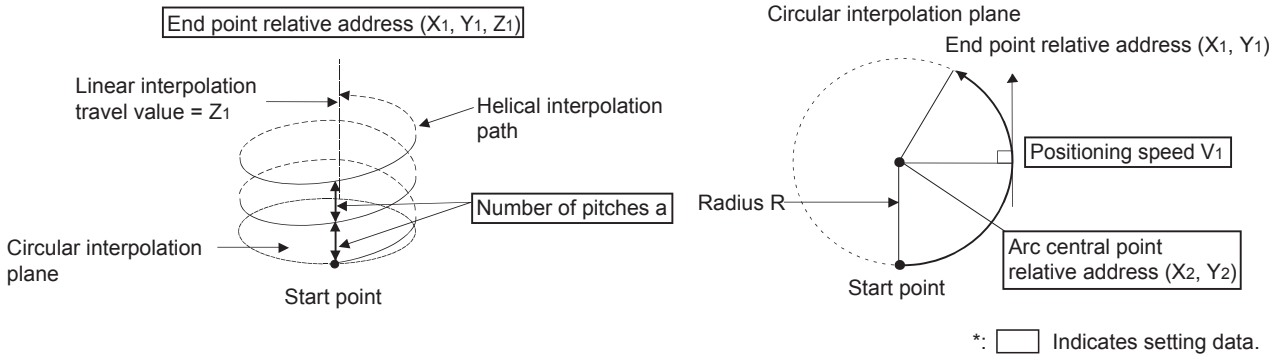 End point relative address (X1, Y1, Z1)
Linear interpolation
travel value = Z1
Helical interpolation
path
Number of pitches a
Circular interpolation
plane
Start point
Circular interpolation plane
End point relative address (X1, Y1)
Positioning speed V1
Radius R
Arc central point
relative address (X2, Y2)
Start point
*: Indicates setting data.